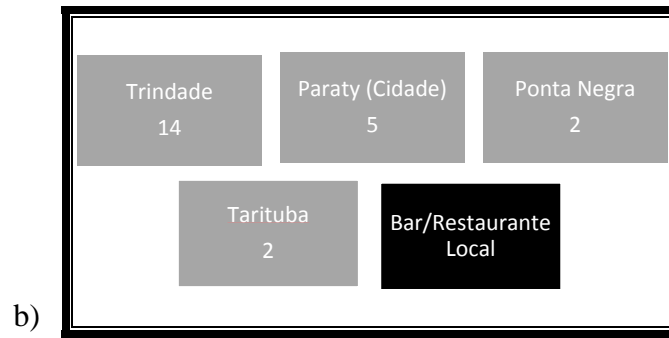 Trindade
14
Paraty (Cidade)
5
Ponta Negra
2
Tarituba
2
Bar/Restaurante
Local
b)